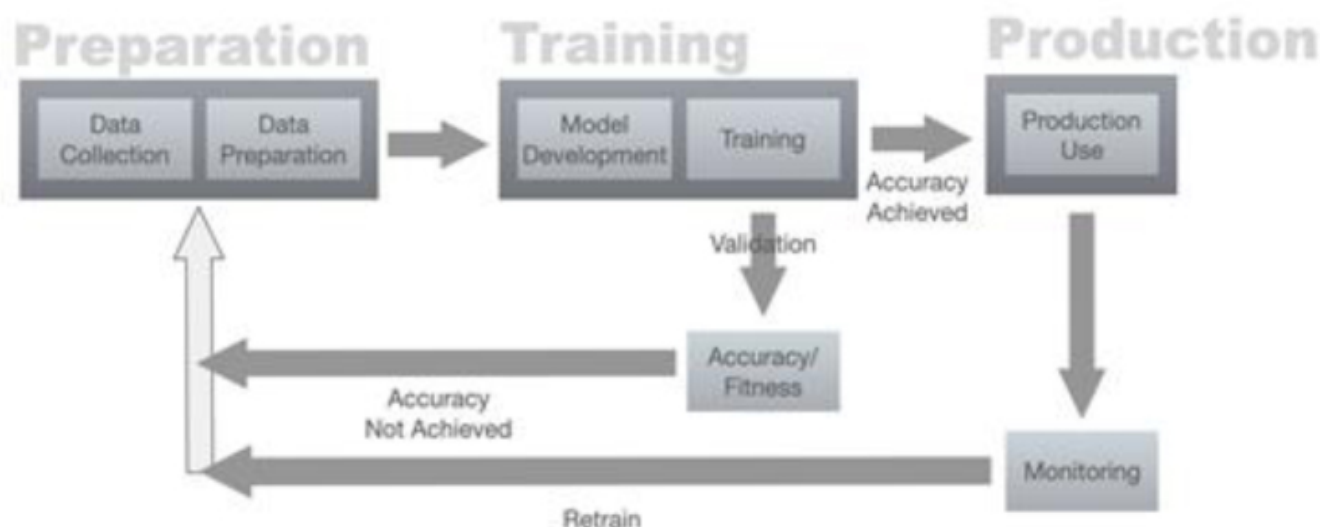 Preparation
Training
Production
Data
Collection
Data
Preparation
Model
Development
Training
Accuracy
Achieved
Production
Use
Validation
Accuracy/
Fitness
Accuracy
Not Achieved
Monitoring
Retrain